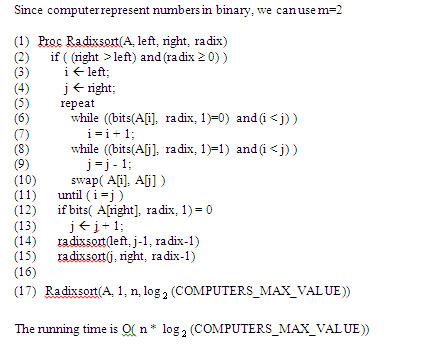 Since computer represent numbers in binary, we can use m=2
(1) Proc Radixsort(A, left, right, radix)
(2) if ( (right > left) and (radix ≥ 0) )
(3) i ← left;
(4) j ← right;
(5) repeat
(6) while ((bits(A[i], radix, 1)=0) and (i < j) )
(7) i = i + 1;
(8) while ((bits(A[j], radix, 1)=1) and (i < j) )
(9) j = j - 1;
(10) swap( A[i], A[j] )
(11) until ( i = j )
(12) if bits( A[right], radix, 1) = 0
(13) j ← j + 1;
(14) radixsort(left, j-1, radix-1)
(15) radixsort(j, right, radix-1)
(16)
(17) Radixsort(A, 1, n, log 2 (COMPUTERS_MAX_VALUE))
The running time is O( n * log 2 (COMPUTERS_MAX_VALUE))